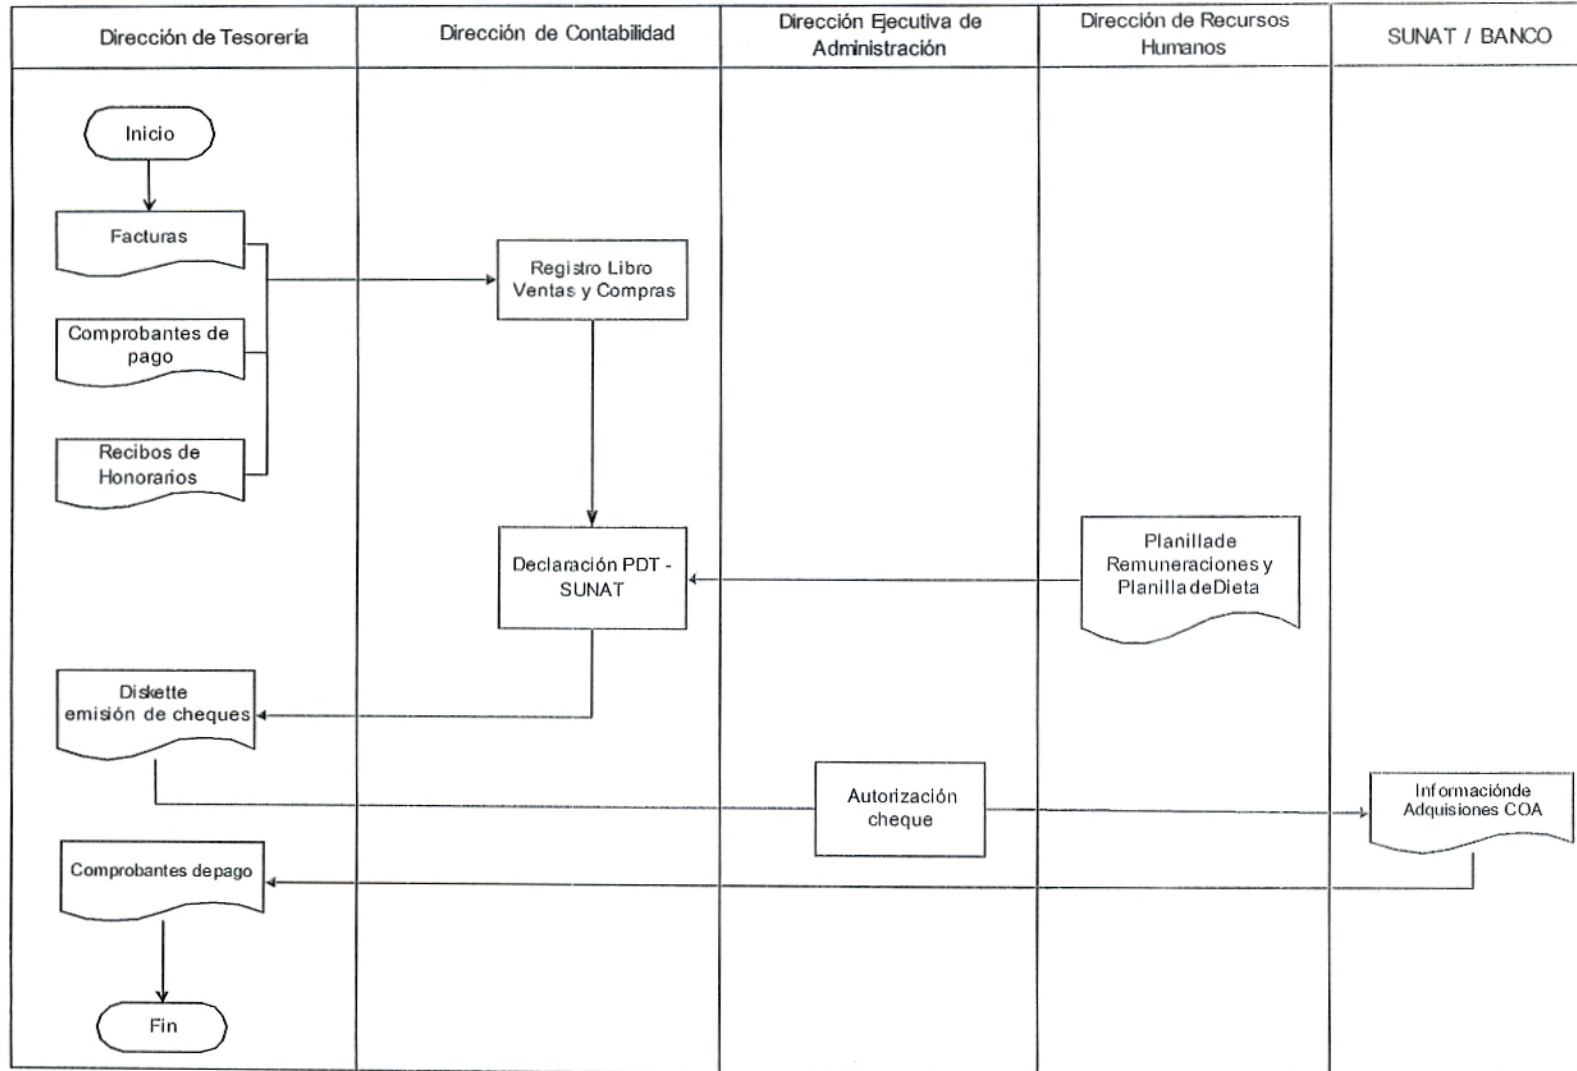 Dirección de Tesorería
Dirección de Contabilidad
Dirección Ejecutiva de
Administración
Dirección de Recursos
Humanos
SUNAT / BANCO
Inicio
Facturas
Registro Libro
Ventas y Compras
Comprobantes de
pago
Recibos de
Honorarios
Declaración PDT -
SUNAT
Planillade
Remuneraciones y
PlanilladeDieta
Diskette
emisión de cheques
Autorización
cheque
Informaciónde
Adquisiones COA
Comprobantes depago
Fin